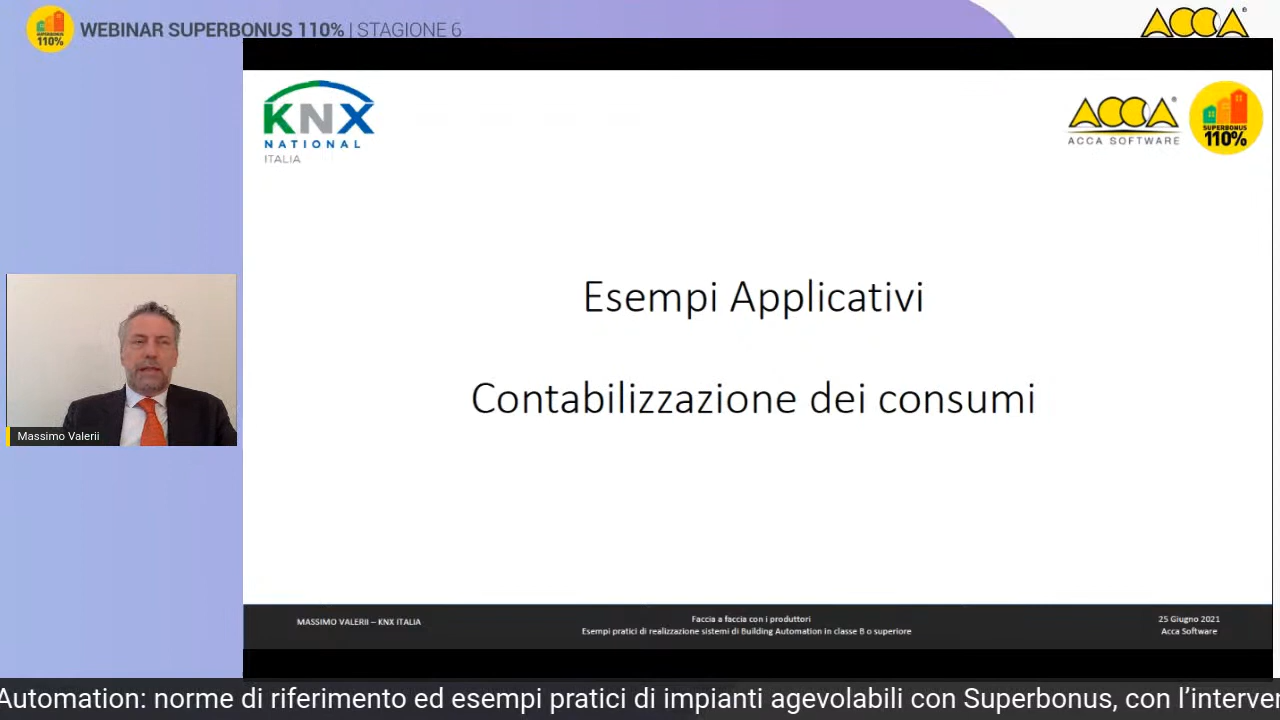 SUPERBONUS
110%
WEBINAR SUPERBONUS 110% | STAGIONE 6
ACCA
KNX
NATIONAL
ITALIA
ACCA
ACCA SOFTWARE
SUPERBONUS
110%
Esempi Applicativi
Contabilizzazione dei consumi
Massimo Valerii
MASSIMO VALERII – KNX ITALIA
Faccia a faccia con i produttori
Esempi pratici di realizzazione sistemi di Building Automation in classe B o superiore
25 Giugno 2021
Acca Software
Automation: norme di riferimento ed esempi pratici di impianti agevolabili con Superbonus, con l’interver